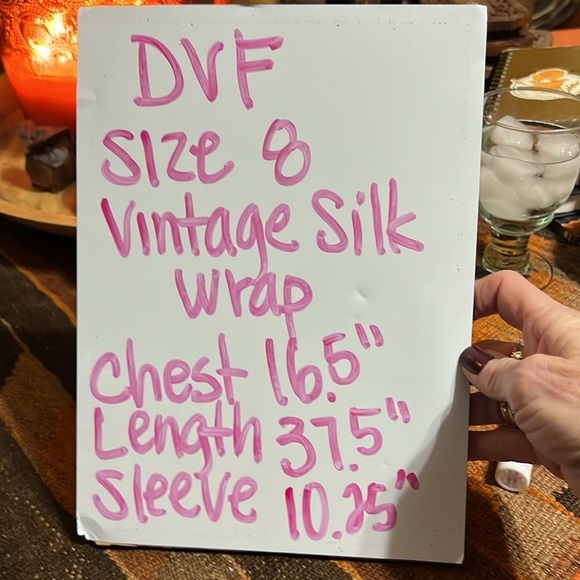 DVF
Size 8
Vintage Silk
Wrap
Chest 16.5"
Length 37.5"
Sleeve 10.25"